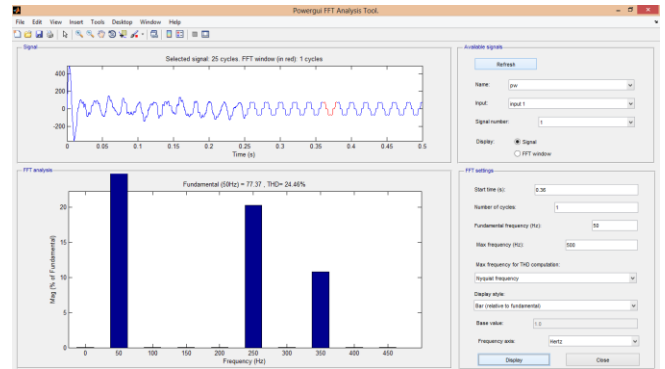 Powergui FFT Analysis Tool.
File Edit View Insert Tools Desktop Window Help
Signal
Selected signal: 25 cycles. FFT window (in red): 1 cycles
400
200
0
-200
0 0.05 0.1 0.15 0.2 0.25 0.3 0.35 0.4 0.45 0.5
Time (s)
FFT analysis
Fundamental (50Hz) = 77.37 , THD= 24.46%
Mag (% of Fundamental)
20
15
10
5
0
0 50 100 150 200 250 300 350 400 450
Frequency (Hz)
Available signals
Refresh
Name: pw
Input: input 1
Signal number: 1
Display: Signal
FFT window
FFT settings
Start time (s): 0.36
Number of cycles: 1
Fundamental frequency (Hz): 50
Max frequency (Hz): 500
Max frequency for THD computation:
Nyquist frequency
Display style:
Bar (relative to fundamental)
Base value: 1.0
Frequency axis: Hertz
Display Close